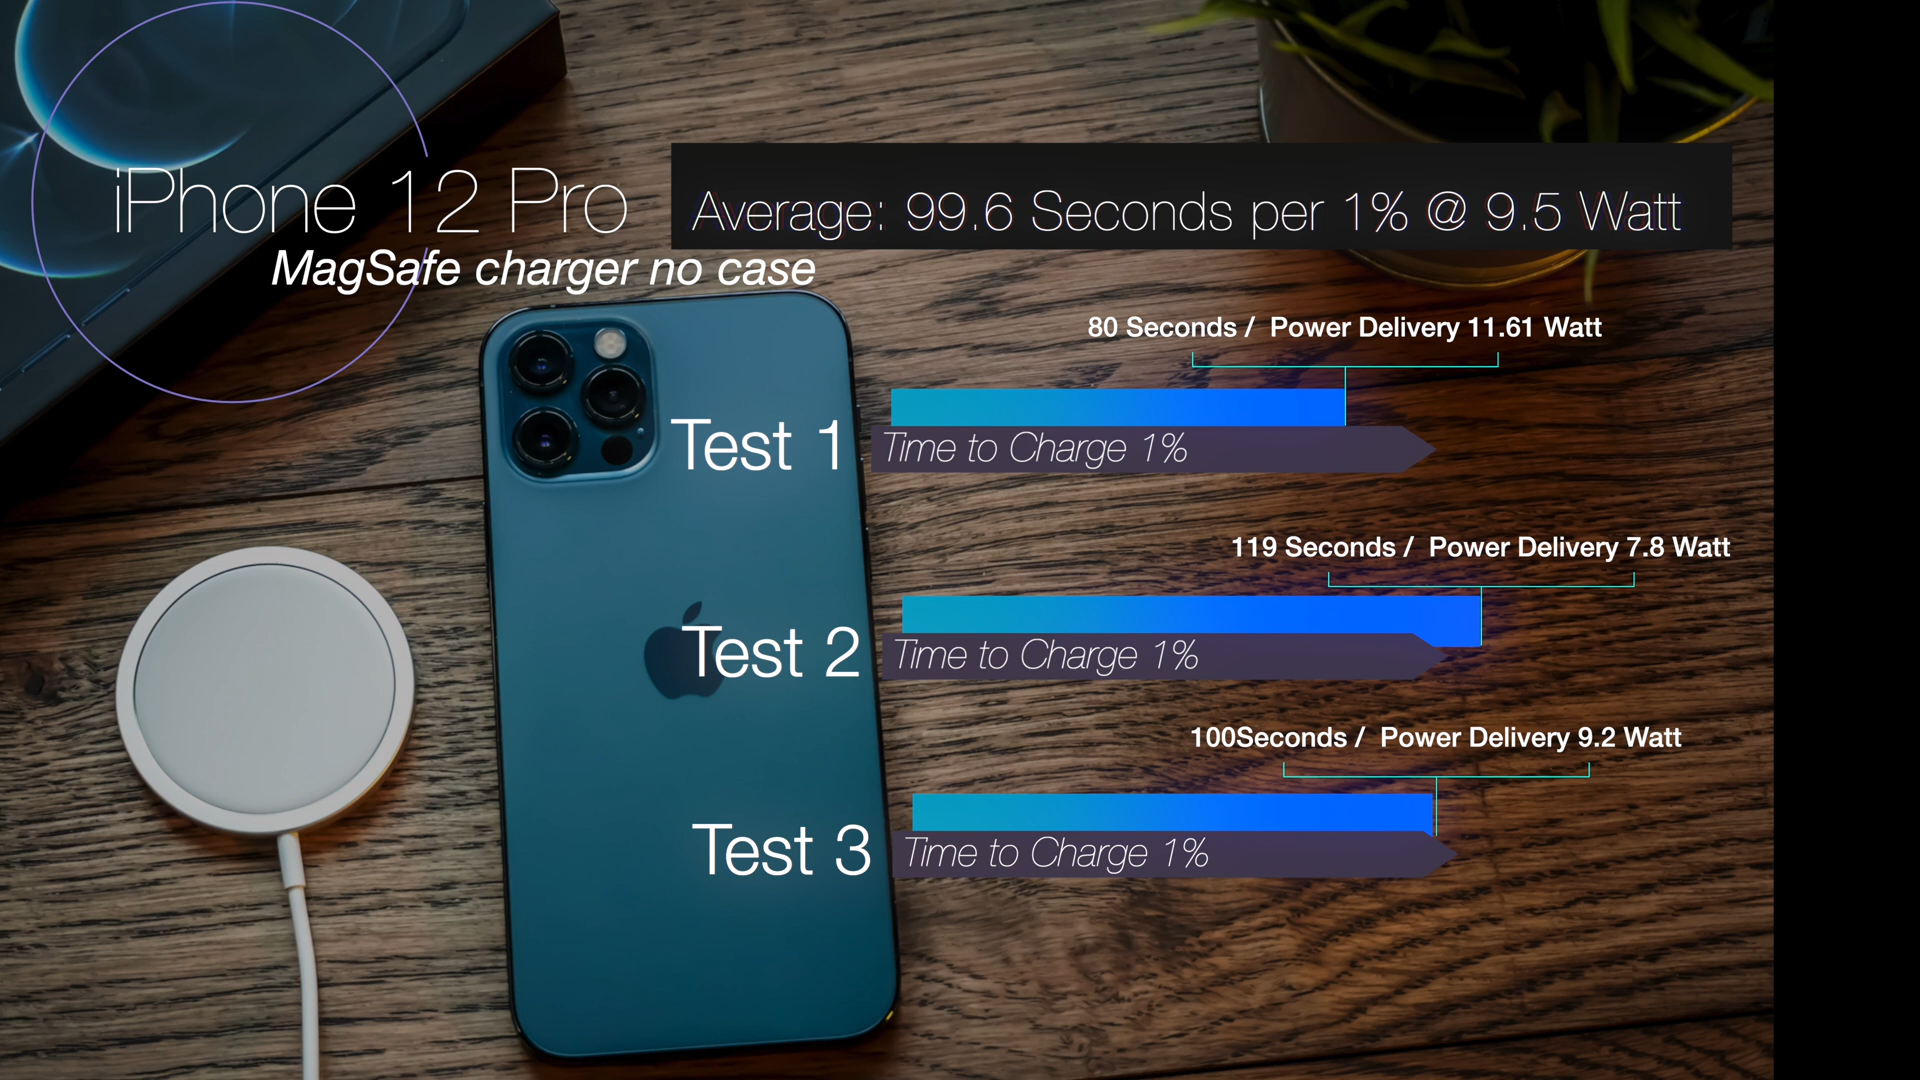 iPhone 12 Pro
Average: 99.6 Seconds per 1% @ 9.5 Watt
MagSafe charger no case
80 Seconds /  Power Delivery 11.61 Watt
Test 1
Time to Charge 1%
119 Seconds /  Power Delivery 7.8 Watt
Test 2
Time to Charge 1%
100Seconds /  Power Delivery 9.2 Watt
Test 3
Time to Charge 1%